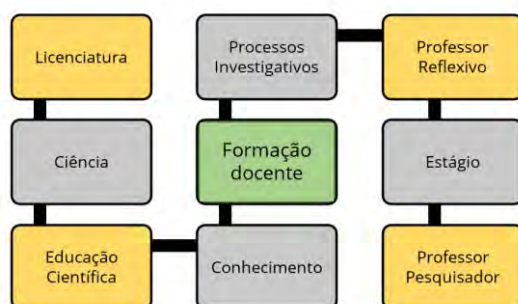 Licenciatura
Processos
Investigativos
Professor
Reflexivo
Ciência
Formação
docente
Estágio
Educação
Científica
Conhecimento
Professor
Pesquisador